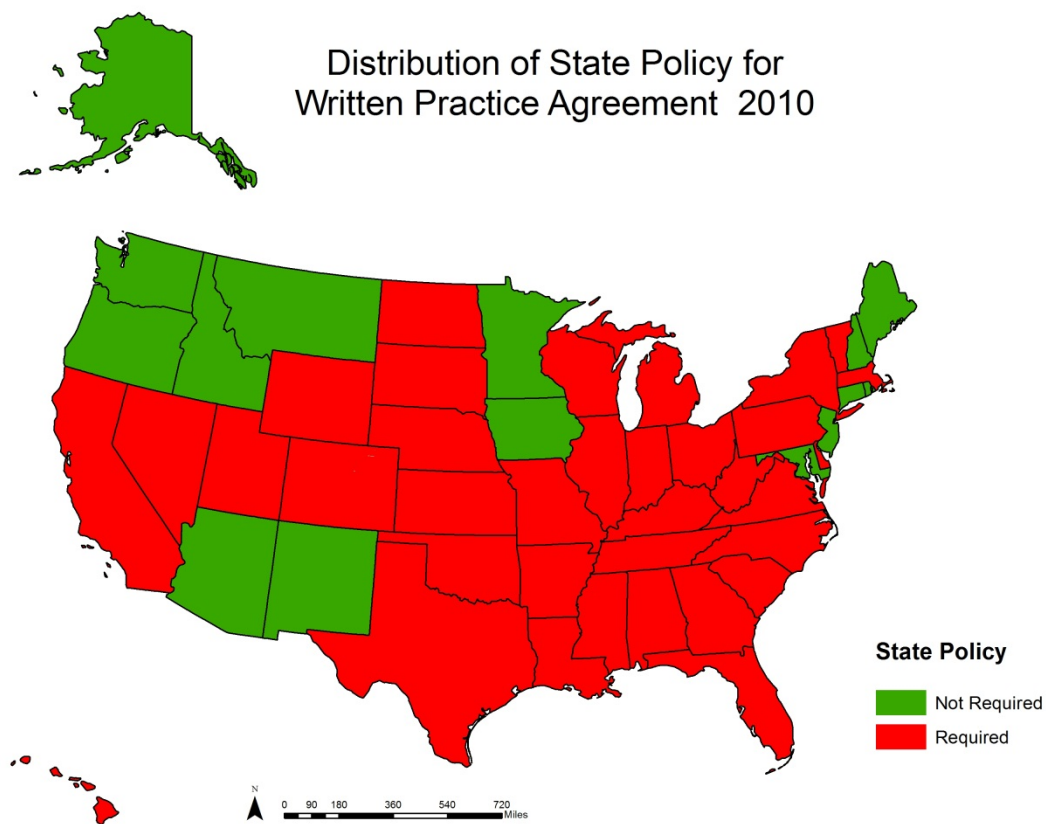 Distribution of State Policy for
Written Practice Agreement 2010
State Policy
Not Required
Required
N
0 90 180 360 540 720
Miles